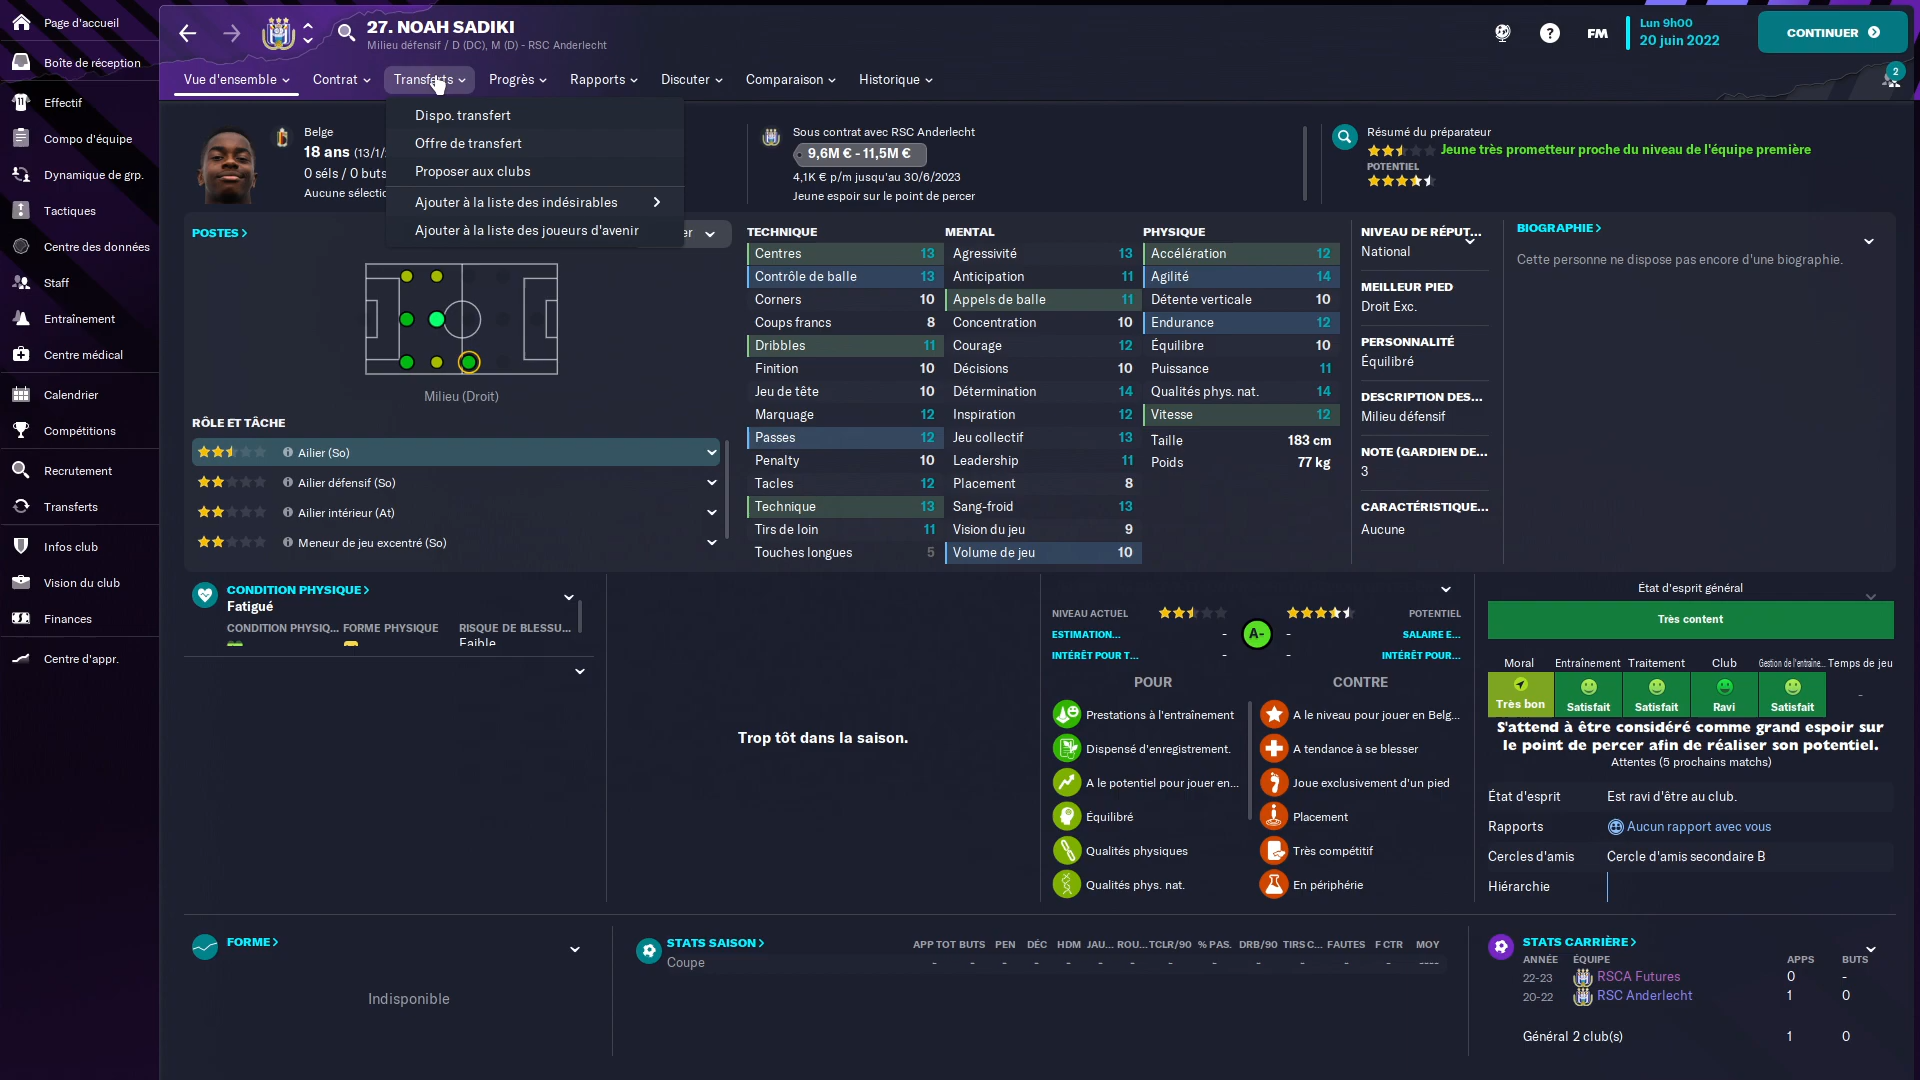 Page d'accueil
Boîte de réception
Effectif
Compo d'équipe
Dynamique de grp.
Tactiques
Centre des données
Staff
Entraînement
Centre médical
Calendrier
Compétitions
Recrutement
Transferts
Infos club
Vision du club
Finances
Centre d'appr.
27. NOAH SADIKI
Milieu défensif / D (DC), M (D) - RSC Anderlecht
FM
Lun 9h00
20 juin 2022
CONTINUER
2
Vue d'ensemble
Contrat
Transferts
Progrès
Rapports
Discuter
Comparaison
Historique
Dispo. transfert
Offre de transfert
Proposer aux clubs
Ajouter à la liste des indésirables
Ajouter à la liste des joueurs d'avenir
Belge
18 ans (13/1/
0 séls / 0 buts
Aucune sélectio
Sous contrat avec RSC Anderlecht
9,6M € - 11,5M €
4,1K € p/m jusqu'au 30/6/2023
Jeune espoir sur le point de percer
Résumé du préparateur
Jeune très prometteur proche du niveau de l'équipe première
POTENTIEL
POSTES
er
Milieu (Droit)
RÔLE ET TÂCHE
Ailier (So)
Ailier défensif (So)
Ailier intérieur (At)
Meneur de jeu excentré (So)
TECHNIQUE
Centres 13
Contrôle de balle 13
Corners 10
Coups francs 8
Dribbles 11
Finition 10
Jeu de tête 10
Marquage 12
Passes 12
Penalty 10
Tacles 12
Technique 13
Tirs de loin 11
Touches longues 5
MENTAL
Agressivité 13
Anticipation 11
Appels de balle 11
Concentration 10
Courage 12
Décisions 10
Détermination 14
Inspiration 12
Jeu collectif 13
Leadership 11
Placement 8
Sang-froid 13
Vision du jeu 9
Volume de jeu 10
PHYSIQUE
Accélération 12
Agilité 14
Détente verticale 10
Endurance 12
Équilibre 10
Puissance 11
Qualités phys. nat. 14
Vitesse 12
Taille 183 cm
Poids 77 kg
NIVEAU DE RÉPUT...
National
MEILLEUR PIED
Droit Exc.
PERSONNALITÉ
Équilibré
DESCRIPTION DES...
Milieu défensif
NOTE (GARDIEN DE...
3
CARACTÉRISTIQUE...
Aucune
BIOGRAPHIE
Cette personne ne dispose pas encore d'une biographie.
CONDITION PHYSIQUE
Fatigué
CONDITION PHYSIQ... FORME PHYSIQUE RISQUE DE BLESSU...
Faible
Trop tôt dans la saison.
NIVEAU ACTUEL POTENTIEL
A-
ESTIMATION... - - SALAIRE E...
INTÉRÊT POUR T... - - INTÉRÊT POUR...
POUR
Prestations à l'entraînement
Dispensé d'enregistrement.
A le potentiel pour jouer en...
Équilibré
Qualités physiques
Qualités phys. nat.
CONTRE
A le niveau pour jouer en Belg...
A tendance à se blesser
Joue exclusivement d'un pied
Placement
Très compétitif
En périphérie
État d'esprit général
Très content
Moral Entraînement Traitement Club Gestion de l'entraîne... Temps de jeu
Très bon Satisfait Satisfait Ravi Satisfait -
S'attend à être considéré comme grand espoir sur
le point de percer afin de réaliser son potentiel.
Attentes (5 prochains matchs)
État d'esprit Est ravi d'être au club.
Rapports Aucun rapport avec vous
Cercles d'amis Cercle d'amis secondaire B
Hiérarchie
FORME
Indisponible
STATS SAISON
APP TOT BUTS PEN DÉC HDM JAU... ROU... TCLR/90 % PAS. DRB/90 TIRS C... FAUTES F CTR MOY
Coupe - - - - - - - - - - - - - ----
STATS CARRIÈRE
ANNÉE ÉQUIPE APPS BUTS
22-23 RSCA Futures 0 -
20-22 RSC Anderlecht 1 0
Général 2 club(s) 1 0